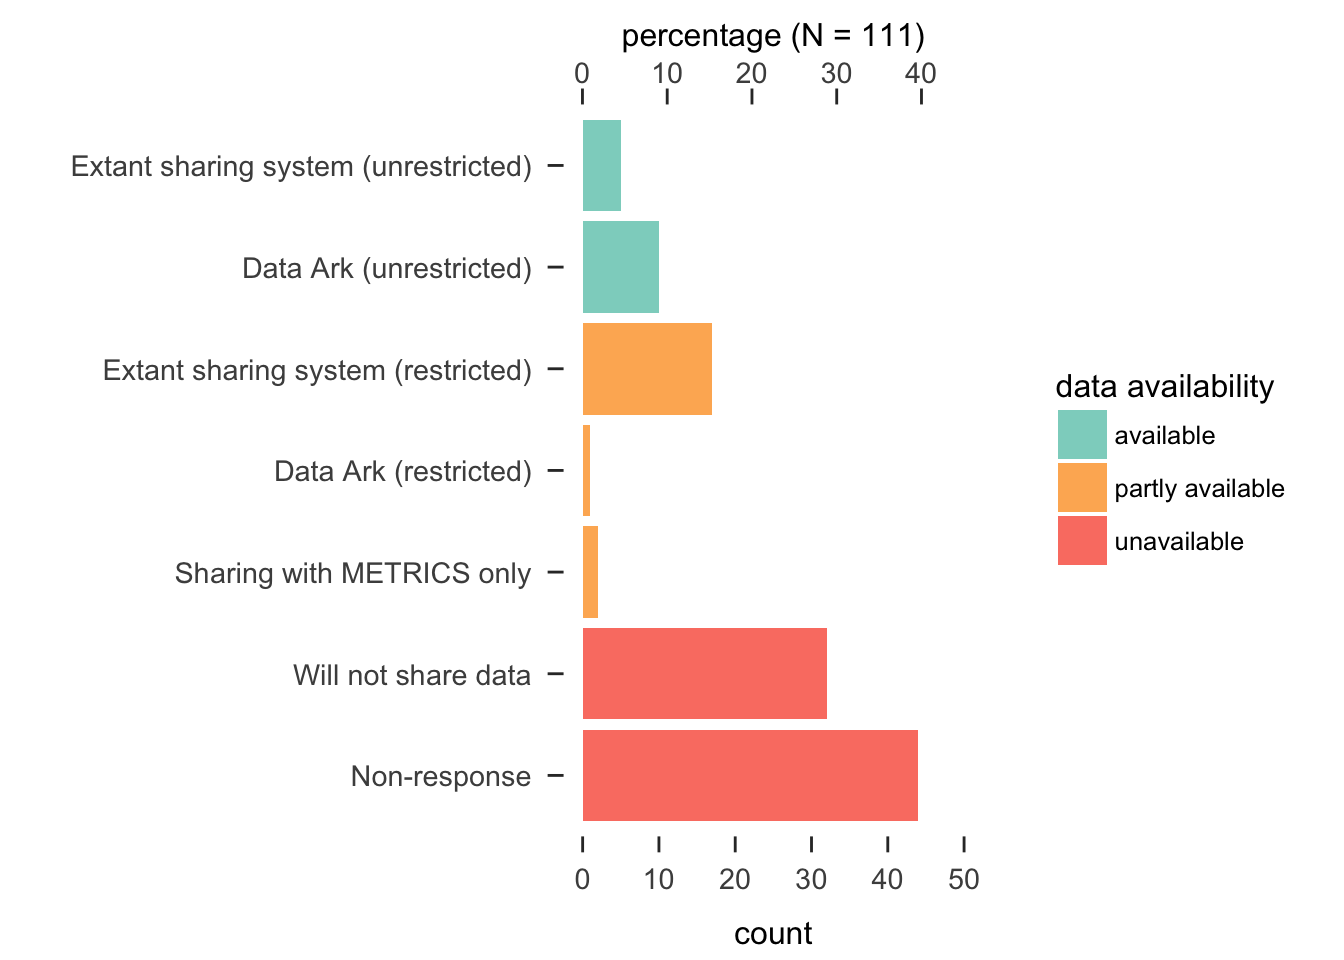 percentage (N = 111)
0 10 20 30 40
Extant sharing system (unrestricted)
Data Ark (unrestricted)
Extant sharing system (restricted)
Data Ark (restricted)
Sharing with METRICS only
Will not share data
Non-response
0 10 20 30 40 50
count
data availability
available
partly available
unavailable